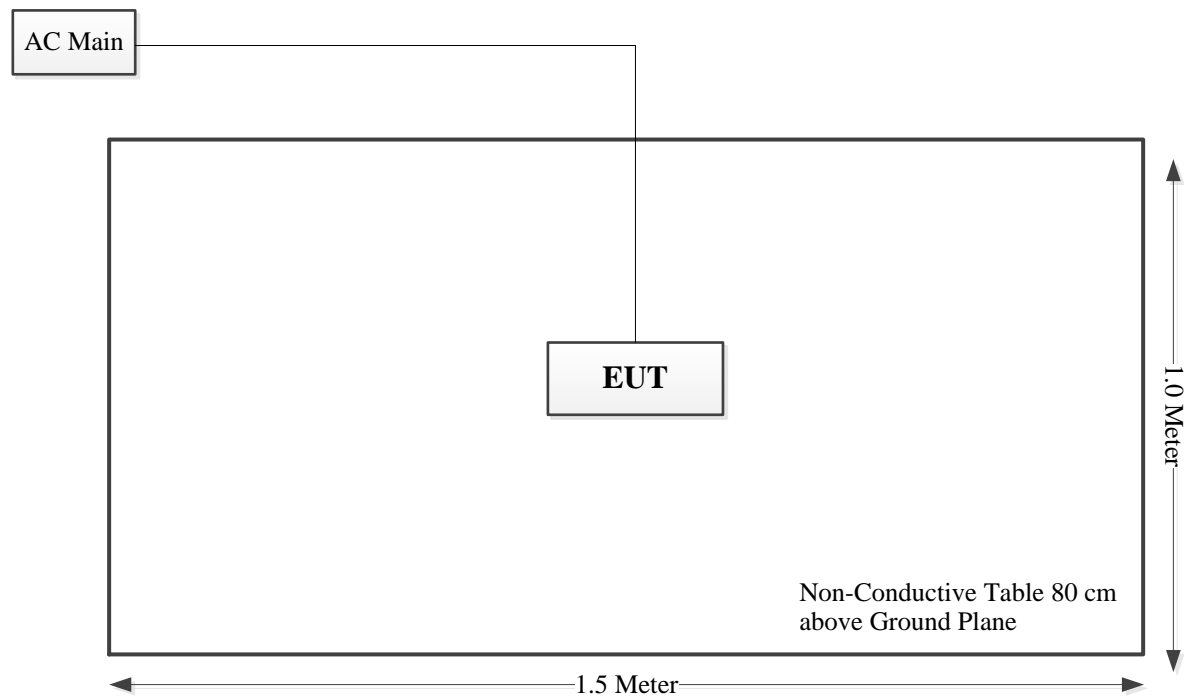 AC Main
EUT
1.0 Meter
Non-Conductive Table 80 cm
above Ground Plane
1.5 Meter